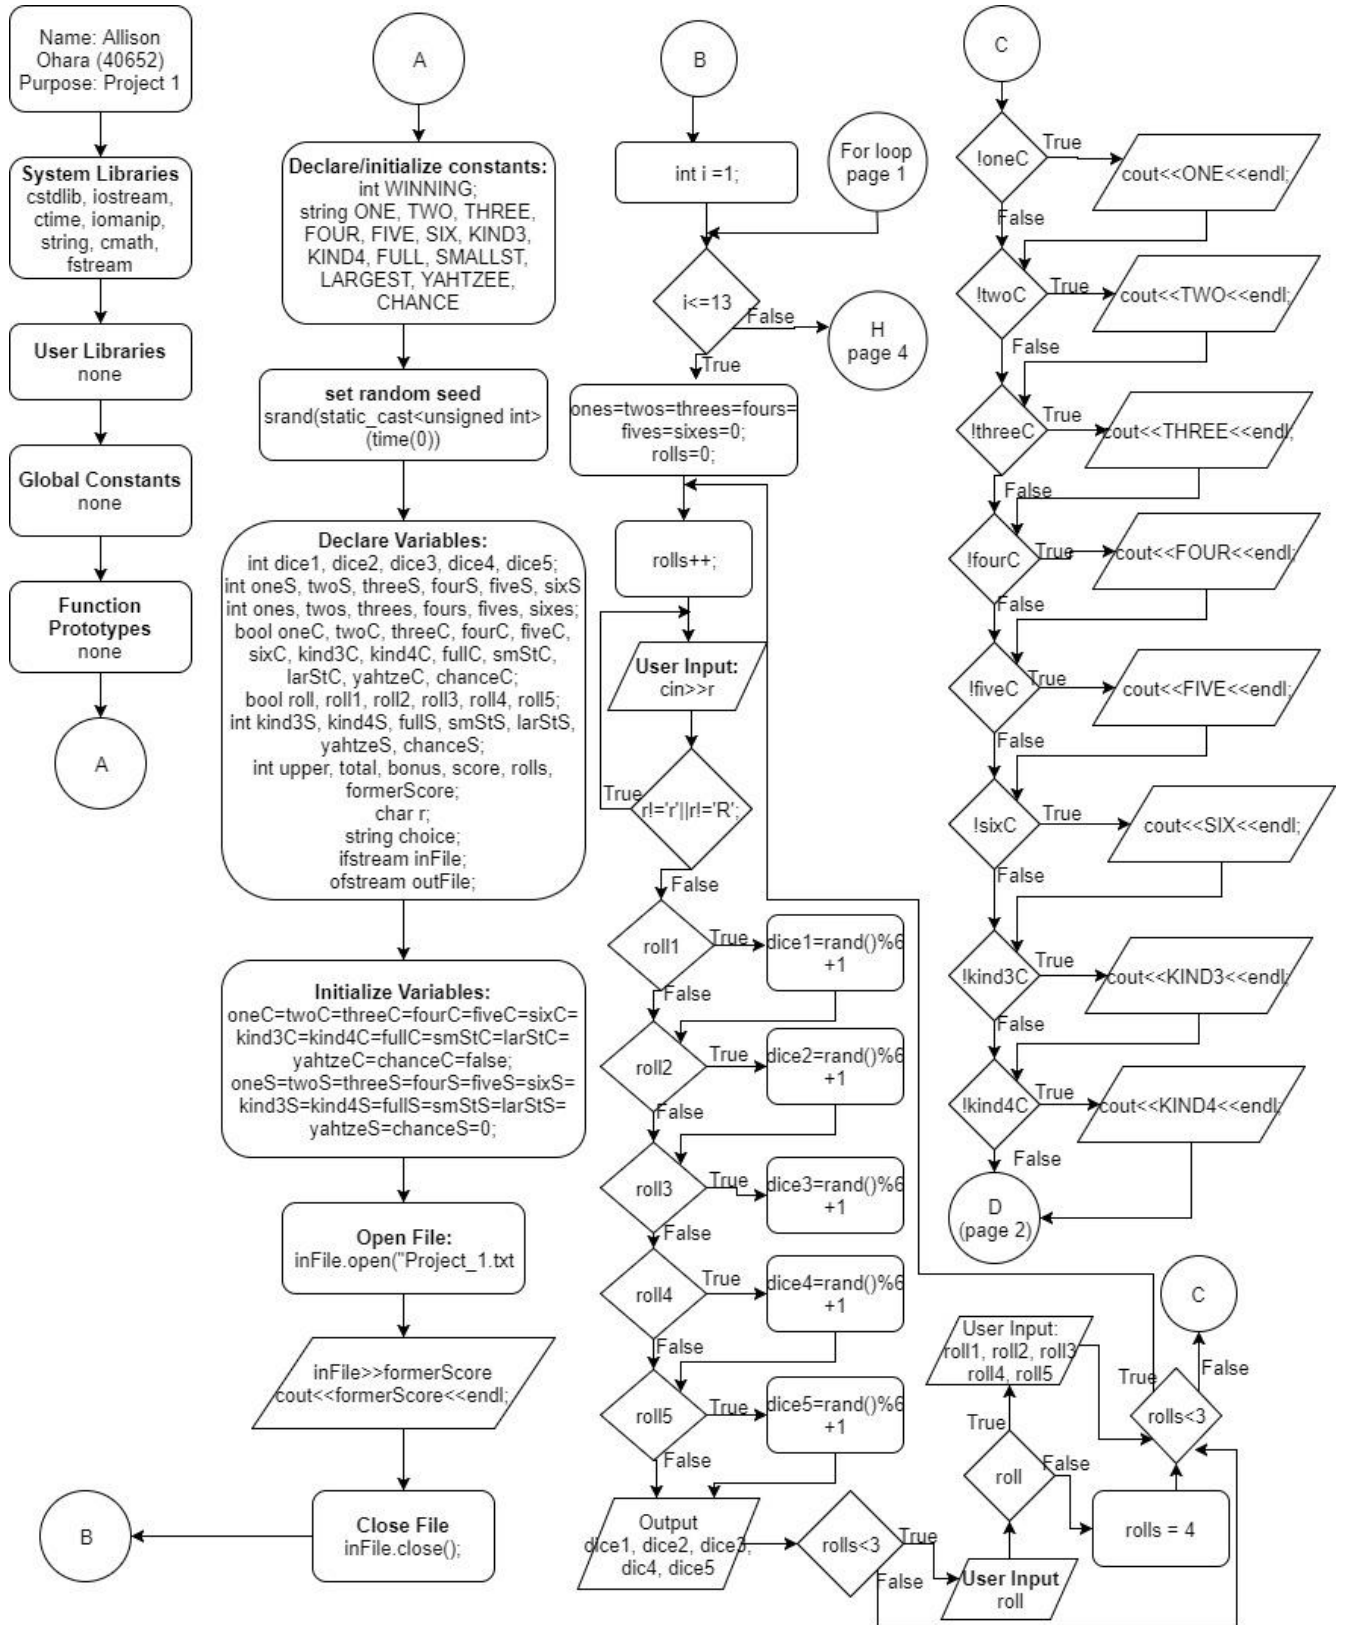 Name: Allison
Ohara (40652)
Purpose: Project 1
System Libraries
cstdlib, iostream,
ctime, iomanip,
string, cmath,
fstream
User Libraries
none
Global Constants
none
Function
Prototypes
none
A
A
Declare/initialize constants:
int WINNING;
string ONE, TWO, THREE,
FOUR, FIVE, SIX, KIND3,
KIND4, FULL, SMALLST,
LARGEST, YAHTZEE,
CHANCE
set random seed
srand(static_cast<unsigned int>
(time(0))
Declare Variables:
int dice1, dice2, dice3, dice4, dice5;
int oneS, twoS, threeS, fourS, fiveS, sixS
int ones, twos, threes, fours, fives, sixes;
bool oneC, twoC, threeC, fourC, fiveC,
sixC, kind3C, kind4C, fullC, smStC,
larStC, yahtzeC, chanceC;
bool roll, roll1, roll2, roll3, roll4, roll5;
int kind3S, kind4S, fullS, smStS, larStS,
yahtzeS, chanceS;
int upper, total, bonus, score, rolls,
formerScore;
char r;
string choice;
ifstream inFile;
ofstream outFile;
Initialize Variables:
oneC=twoC=threeC=fourC=fiveC=sixC=
kind3C=kind4C=fullC=smStC=larStC=
yahtzeC=chanceC=false;
oneS=twoS=threeS=fourS=fiveS=sixS=
kind3S=kind4S=fullS=smStS=larStS=
yahtzeS=chanceS=0;
Open File:
inFile.open("Project_1.txt
inFile>>formerScore
cout<<formerScore<<endl;
Close File
inFile.close();
B
B
int i =1;
For loop
page 1
i<=13
False
H
page 4
True
ones=twos=threes=fours=
fives=sixes=0;
rolls=0;
rolls++;
User Input:
cin>>r
True
r!='r'||r!='R';
False
roll1
True
dice1=rand()%6
+1
False
roll2
True
dice2=rand()%6
+1
False
roll3
True
dice3=rand()%6
+1
False
roll4
True
dice4=rand()%6
+1
False
roll5
True
dice5=rand()%6
+1
False
Output
dice1, dice2, dice3,
dic4, dice5
rolls<3
True
False
User Input
roll
roll
True
False
User Input:
roll1, roll2, roll3
roll4, roll5
rolls = 4
rolls<3
True
False
C
C
!oneC
True
cout<<ONE<<endl;
False
!twoC
True
cout<<TWO<<endl;
False
!threeC
True
cout<<THREE<<endl;
False
!fourC
True
cout<<FOUR<<endl;
False
!fiveC
True
cout<<FIVE<<endl;
False
!sixC
True
cout<<SIX<<endl;
False
!kind3C
True
cout<<KIND3<<endl;
False
!kind4C
True
cout<<KIND4<<endl;
False
D
(page 2)